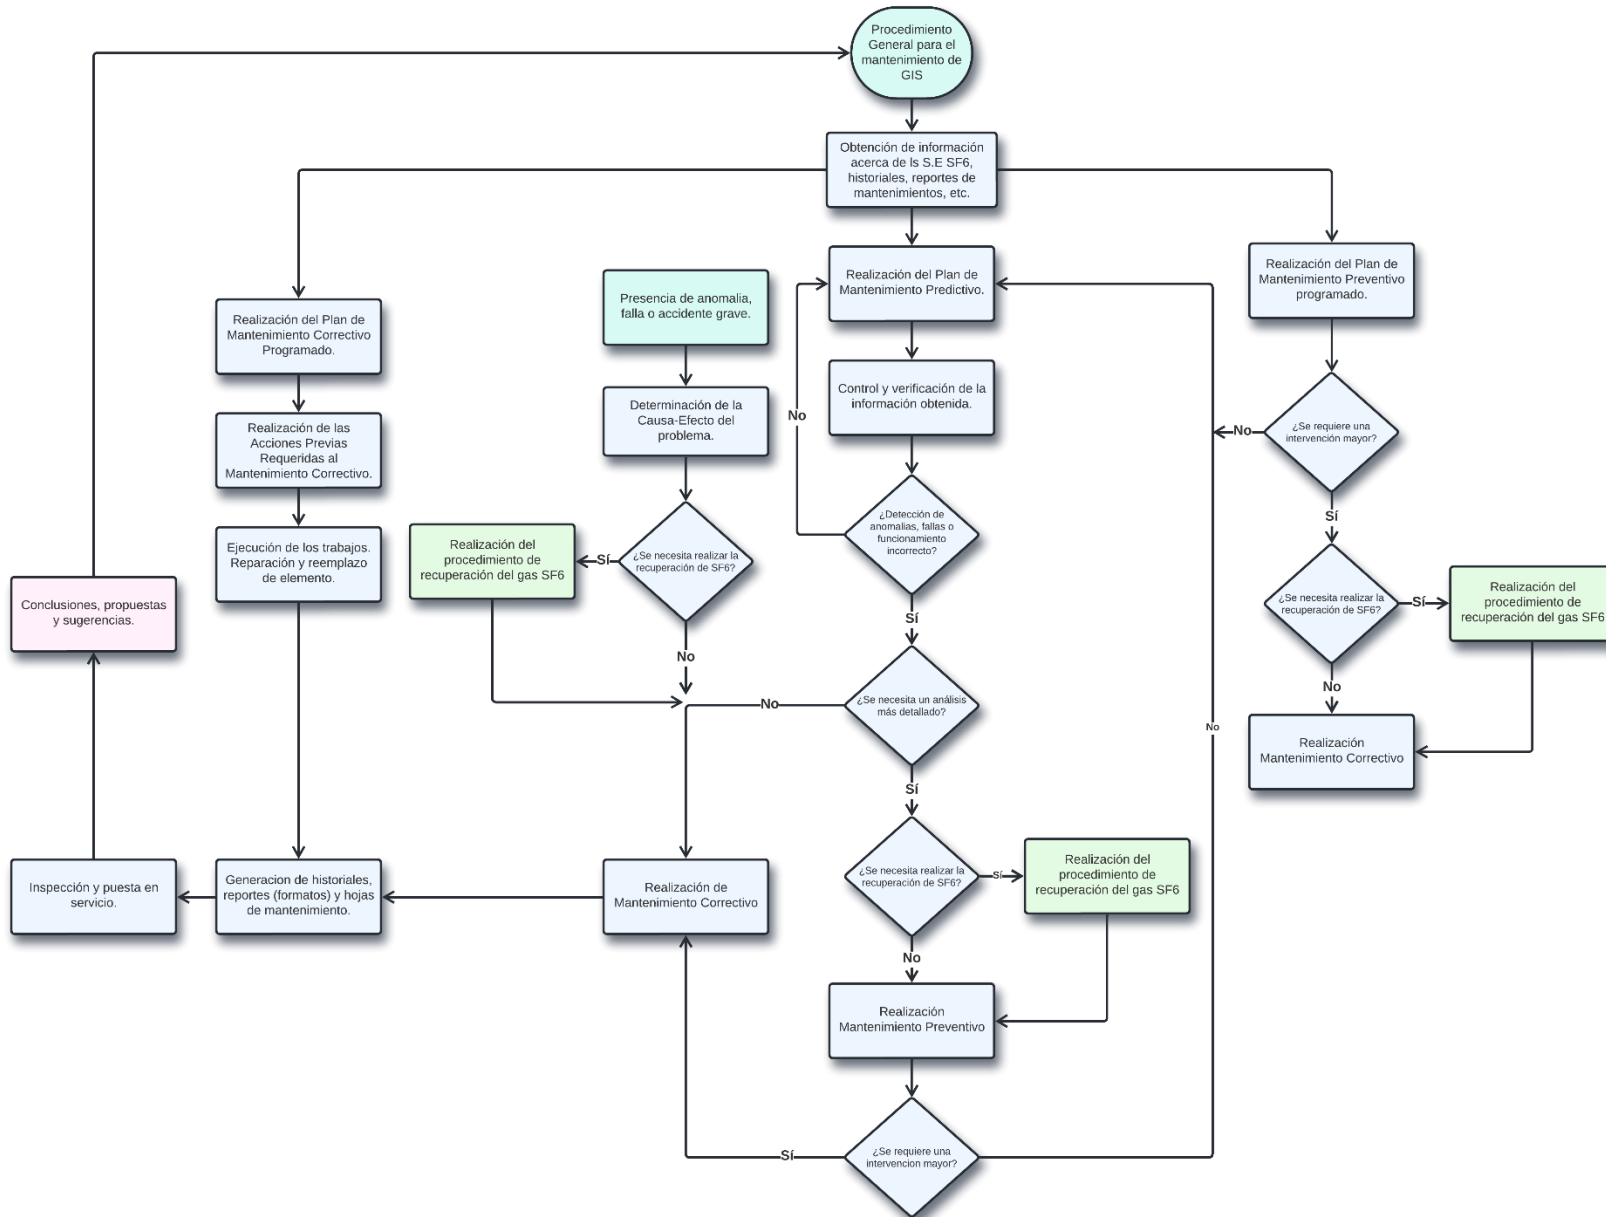 Procedimiento
General para el
mantenimiento de
GIS
Obtención de información
acerca de ls S.E SF6,
historiales, reportes de
mantenimientos, etc.
Realización del Plan de
Mantenimiento Correctivo
Programado.
Realización de las
Acciones Previas
Requeridas al
Mantenimiento Correctivo.
Ejecución de los trabajos.
Reparación y reemplazo
de elemento.
Presencia de anomalia,
falla o accidente grave.
Determinación de la
Causa-Efecto del
problema.
¿Se necesita realizar la
recuperación de SF6?
Sí
Realización del
procedimiento de
recuperación del gas SF6
No
Realización del Plan de
Mantenimiento Predictivo.
Control y verificación de la
información obtenida.
¿Detección de
anomalias, fallas o
funcionamiento
incorrecto?
No
Sí
¿Se necesita un análisis
más detallado?
No
Sí
¿Se necesita realizar la
recuperación de SF6?
Sí
Realización del
procedimiento de
recuperación del gas SF6
No
Realización
Mantenimiento Preventivo
¿Se requiere una
intervencion mayor?
Sí
No
Realización del Plan de
Mantenimiento Preventivo
programado.
¿Se requiere una
intervención mayor?
No
Sí
¿Se necesita realizar la
recuperación de SF6?
Sí
Realización del
procedimiento de
recuperación del gas SF6
No
Realización
Mantenimiento Correctivo
Realización de
Mantenimiento Correctivo
Generacion de historiales,
reportes (formatos) y hojas
de mantenimiento.
Inspección y puesta en
servicio.
Conclusiones, propuestas
y sugerencias.